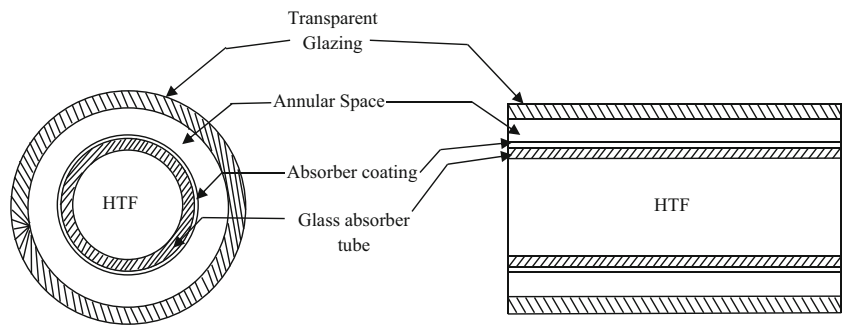 Transparent
Glazing
Annular Space
Absorber coating
HTF
HTF
Glass absorber
tube